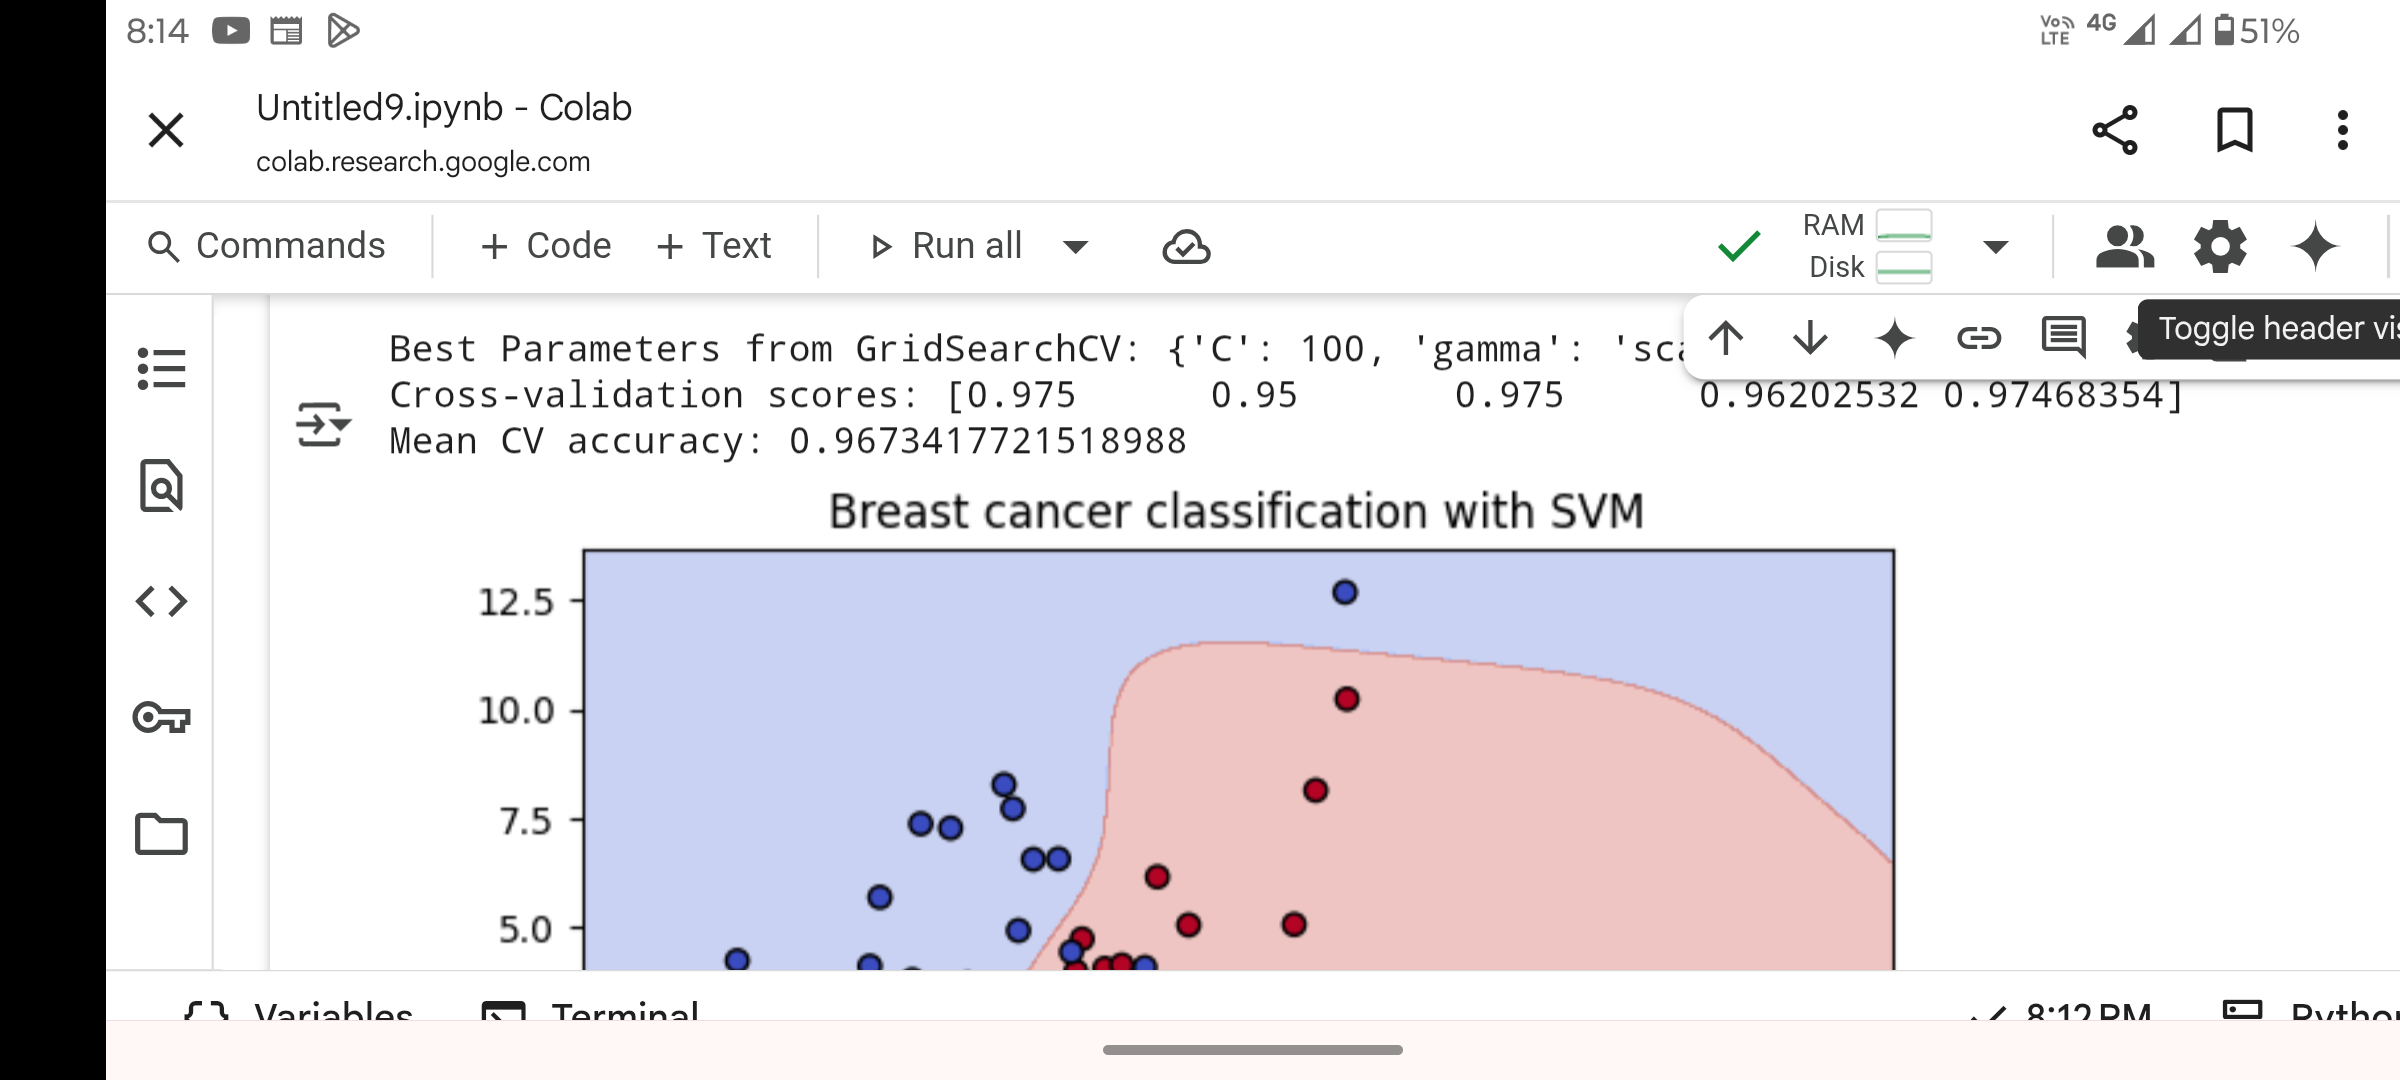 8:14
Vo LTE 4G 51%
Untitled9.ipynb - Colab
colab.research.google.com
Commands + Code + Text Run all
RAM
Disk
Toggle header
Best Parameters from GridSearchCV: {'C': 100, 'gamma':
Cross-validation scores: [0.975 0.95 0.975 0.96202532 0.97468354]
Mean CV accuracy: 0.9673417721518988
Breast cancer classification with SVM
12.5
10.0
7.5
5.0
Variables Terminal 8:12 PM